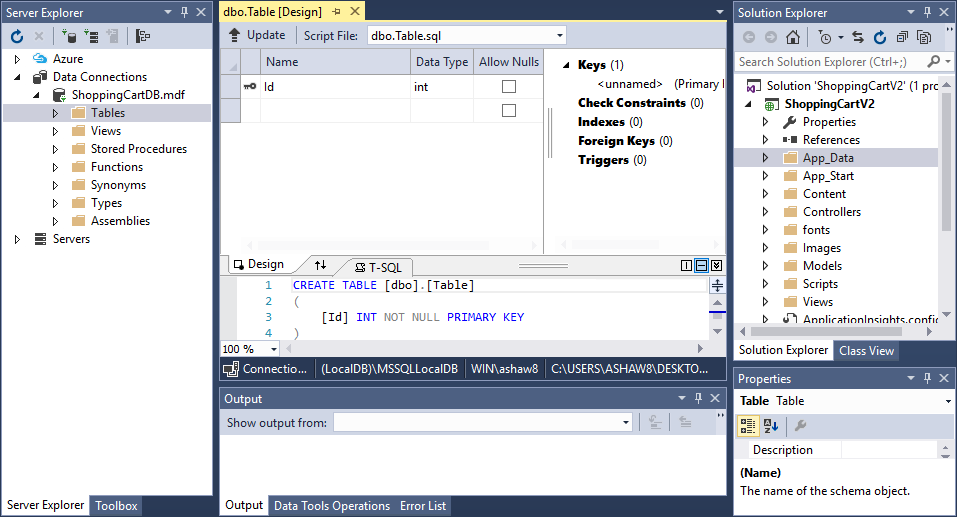 Server Explorer
Azure
Data Connections
ShoppingCartDB.mdf
Tables
Views
Stored Procedures
Functions
Synonyms
Types
Assemblies
Servers
Server Explorer
Toolbox
dbo.Table [Design]
Update
Script File:
dbo.Table.sql
Name
Data Type
Allow Nulls
Id
int
Keys (1)
<unnamed> (Primary
Check Constraints (0)
Indexes (0)
Foreign Keys (0)
Triggers (0)
Design
T-SQL
1 CREATE TABLE [dbo].[Table]
2 (
3 [Id] INT NOT NULL PRIMARY KEY
4 )
100 %
Connectio...
(LocalDB)\MSSQLLocalDB
WIN\ashaw8
C:\USERS\ASHAW8\DESKTO...
Output
Show output from:
Output
Data Tools Operations
Error List
Solution Explorer
Search Solution Explorer (Ctrl+;)
Solution 'ShoppingCartV2' (1 pro
ShoppingCartV2
Properties
References
App_Data
App_Start
Content
Controllers
fonts
Images
Models
Scripts
Views
ApplicationInsights.config
Solution Explorer
Class View
Properties
Table Table
Description
(Name)
The name of the schema object.